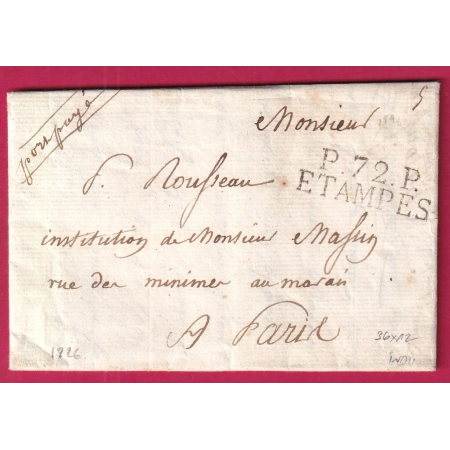 port payé
5
Monsieur
P. 72. P.
ETAMPES
P. Rousseau
institution de Monsieur Massin
rue des minimes au marais
A Paris
1826
36x12